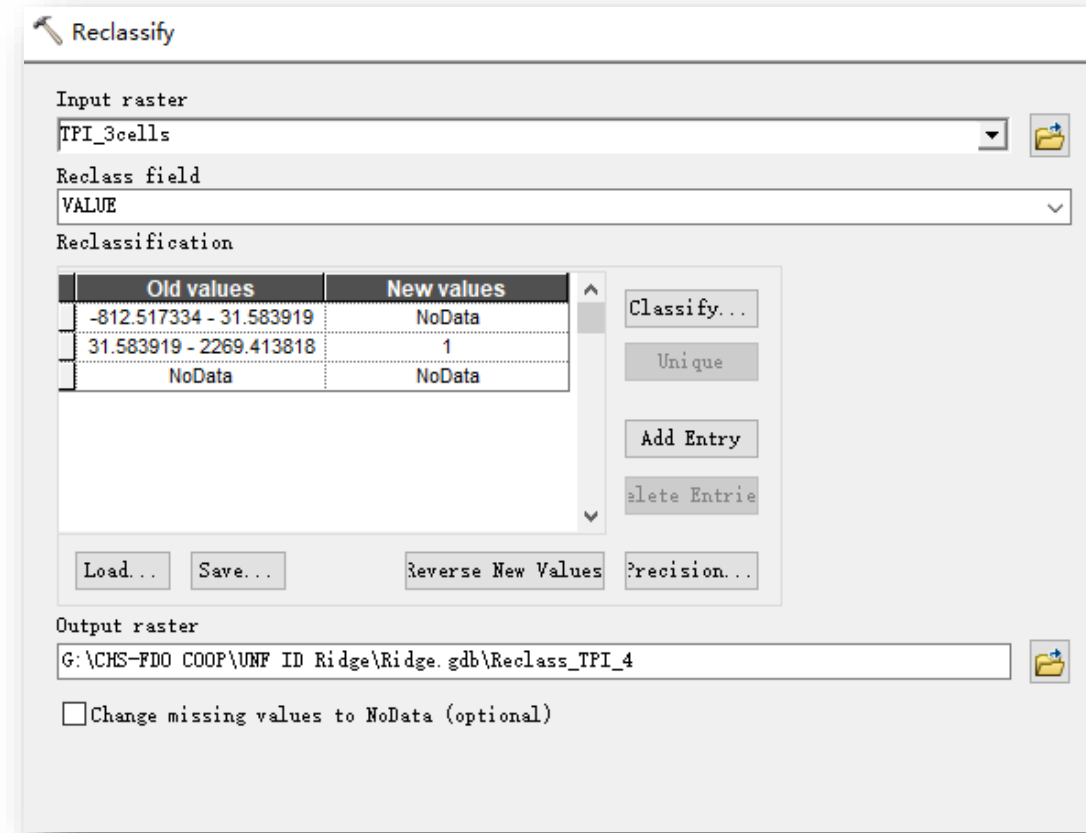 Reclassify
Input raster
TPI_3cells
Reclass field
VALUE
Reclassification
Old values New values
-812.517334 - 31.583919 NoData
31.583919 - 2269.413818 1
NoData NoData
Classify...
Unique
Add Entry
elete Entrie
Load... Save... Reverse New Values Precision...
Output raster
G:\CHS-FDO COOP\UNF ID Ridge\Ridge.gdb\Reclass_TPI_4
Change missing values to NoData (optional)